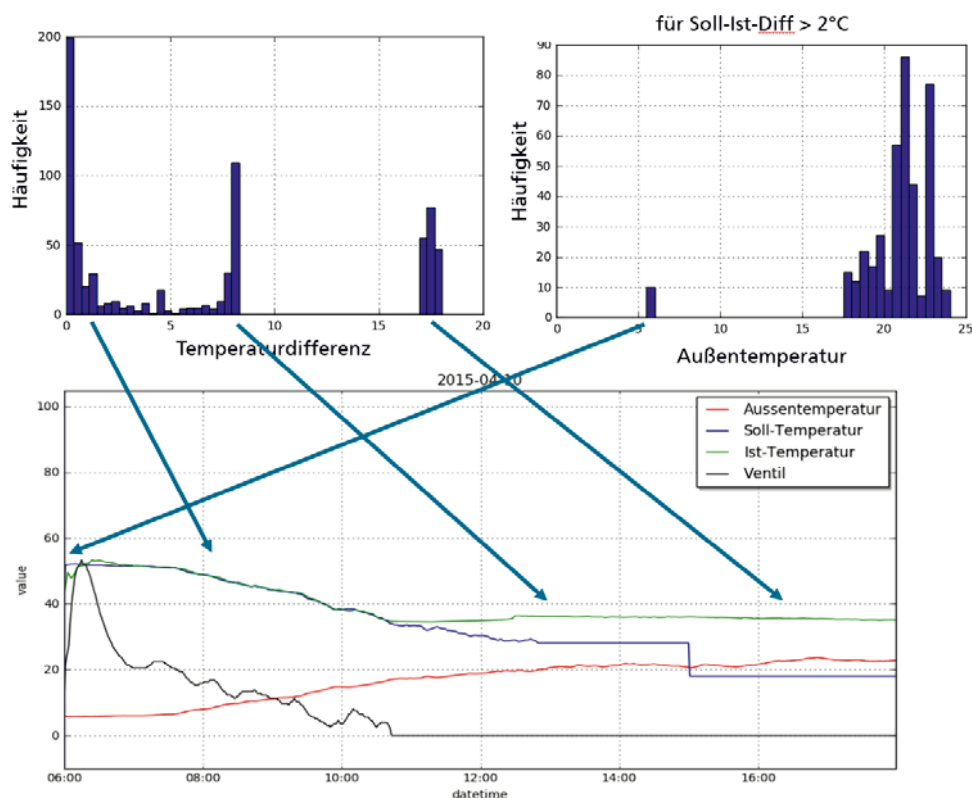 für Soll-Ist-Diff > 2°C
200
150
100
50
0
Häufigkeit
0 5 10 15 20
Temperaturdifferenz
90
80
70
60
50
40
30
20
10
0
Häufigkeit
0 5 10 15 20 25
Außentemperatur
2015-04-10
100
80
60
40
20
0
value
Aussentemperatur
Soll-Temperatur
Ist-Temperatur
Ventil
06:00 08:00 10:00 12:00 14:00 16:00
datetime